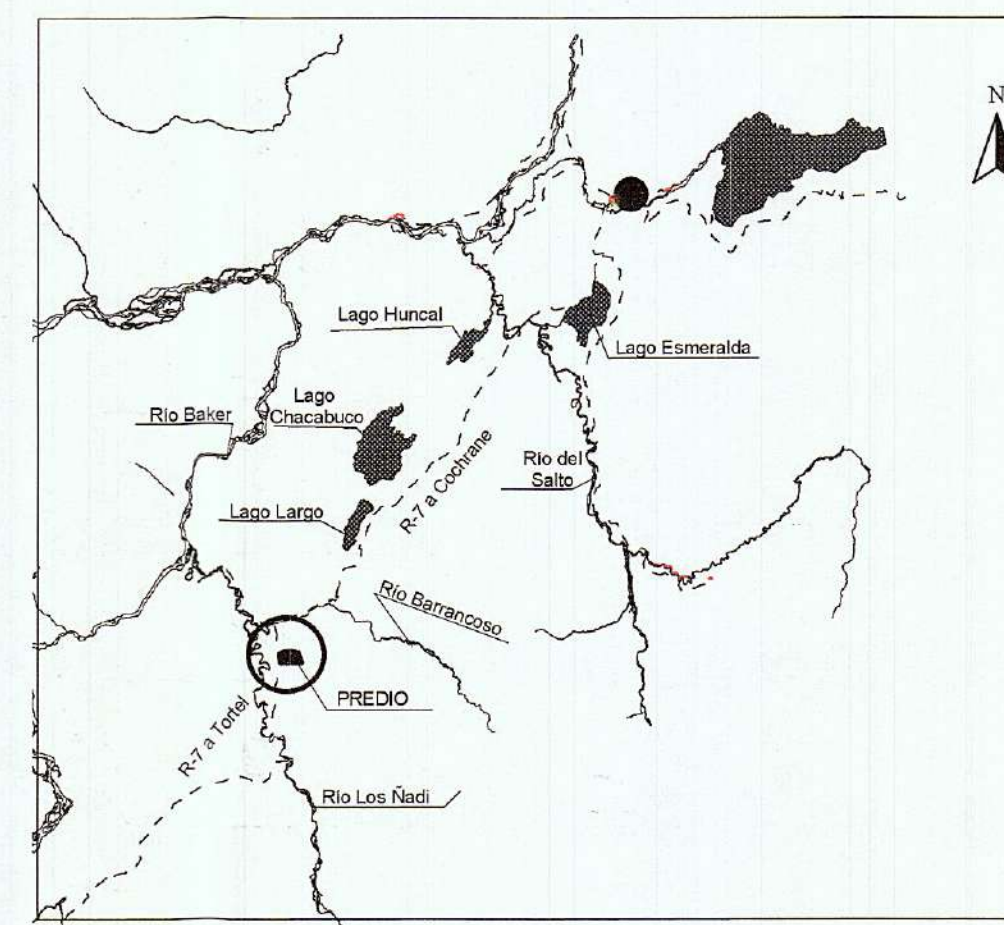 N
Lago Huncal
Lago Esmeralda
Lago
Chacabuco
Río Baker
R-7 a Cochrane
Río del
Salto
Lago Largo
Río Barrancoso
PREDIO
R-7 a Tortel
Río Los Ñadi